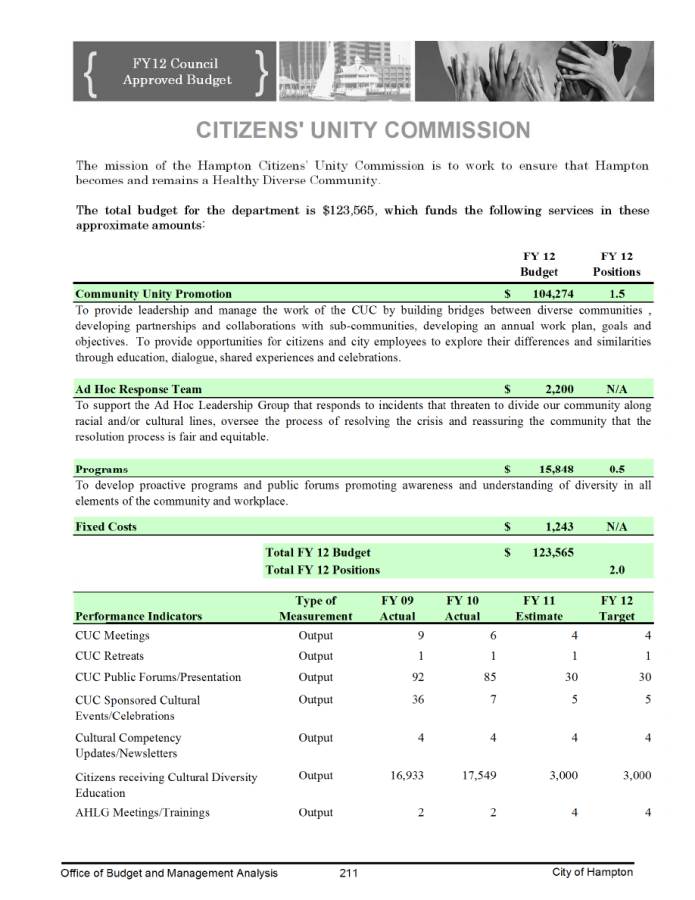 FY12 Council
Approved Budget
CITIZENS' UNITY COMMISSION
The mission of the Hampton Citizens' Unity Commission is to work to ensure that Hampton
becomes and remains a Healthy Diverse Community.
The total budget for the department is $123,565, which funds the following services in these
approximate amounts:
FY 12 FY 12
Budget Positions
Community Unity Promotion $ 104,274 1.5
To provide leadership and manage the work of the CUC by building bridges between diverse communities ,
developing partnerships and collaborations with sub-communities, developing an annual work plan, goals and
objectives. To provide opportunities for citizens and city employees to explore their differences and similarities
through education, dialogue, shared experiences and celebrations.
Ad Hoc Response Team $ 2,200 N/A
To support the Ad Hoc Leadership Group that responds to incidents that threaten to divide our community along
racial and/or cultural lines, oversee the process of resolving the crisis and reassuring the community that the
resolution process is fair and equitable.
Programs $ 15,848 0.5
To develop proactive programs and public forums promoting awareness and understanding of diversity in all
elements of the community and workplace.
Fixed Costs $ 1,243 N/A
Total FY 12 Budget $ 123,565
Total FY 12 Positions 2.0
Type of FY 09 FY 10 FY 11 FY 12
Performance Indicators Measurement Actual Actual Estimate Target
CUC Meetings Output 9 6 4 4
CUC Retreats Output 1 1 1 1
CUC Public Forums/Presentation Output 92 85 30 30
CUC Sponsored Cultural Output 36 7 5 5
Events/Celebrations
Cultural Competency Output 4 4 4 4
Updates/Newsletters
Citizens receiving Cultural Diversity Output 16,933 17,549 3,000 3,000
Education
AHLG Meetings/Trainings Output 2 2 4 4
Office of Budget and Management Analysis 211 City of Hampton